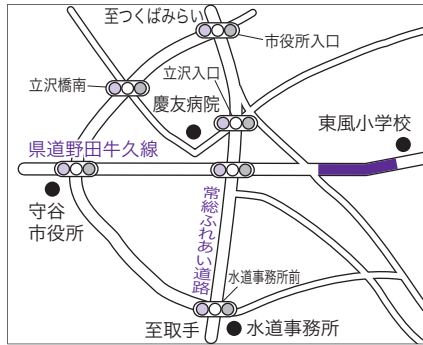 至つくばみらい
市役所入口
立沢橋南
立沢入口
慶友病院
東風小学校
県道野田牛久線
守谷
市役所
常総ふれあい道路
水道事務所前
至取手
水道事務所